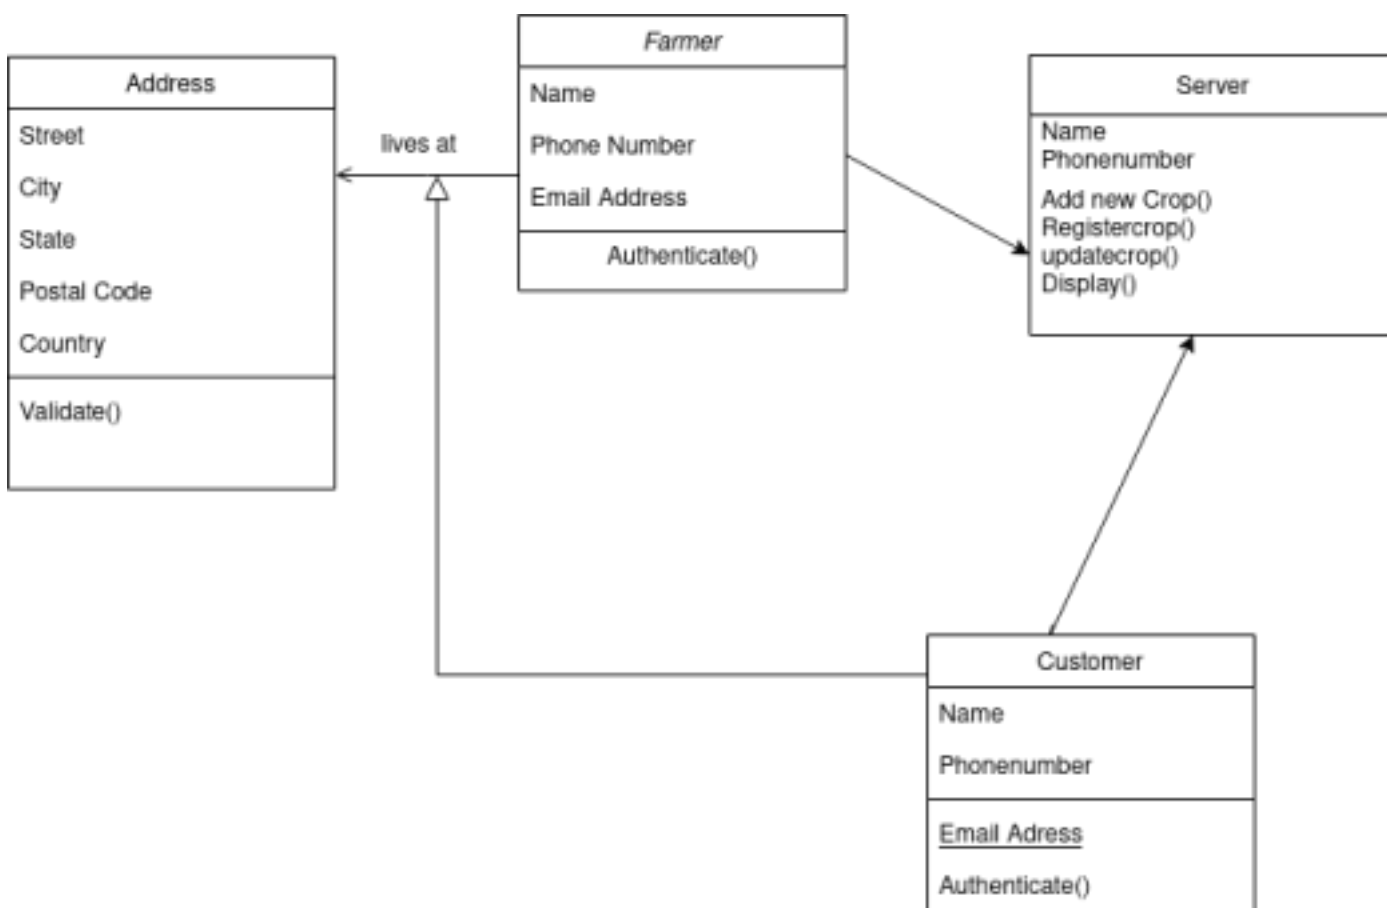 Address
Street
City
State
Postal Code
Country
Validate()
lives at
Farmer
Name
Phone Number
Email Address
Authenticate()
Server
Name
Phonenumber
Add new Crop()
Registercrop()
updatecrop()
Display()
Customer
Name
Phonenumber
Email Adress
Authenticate()